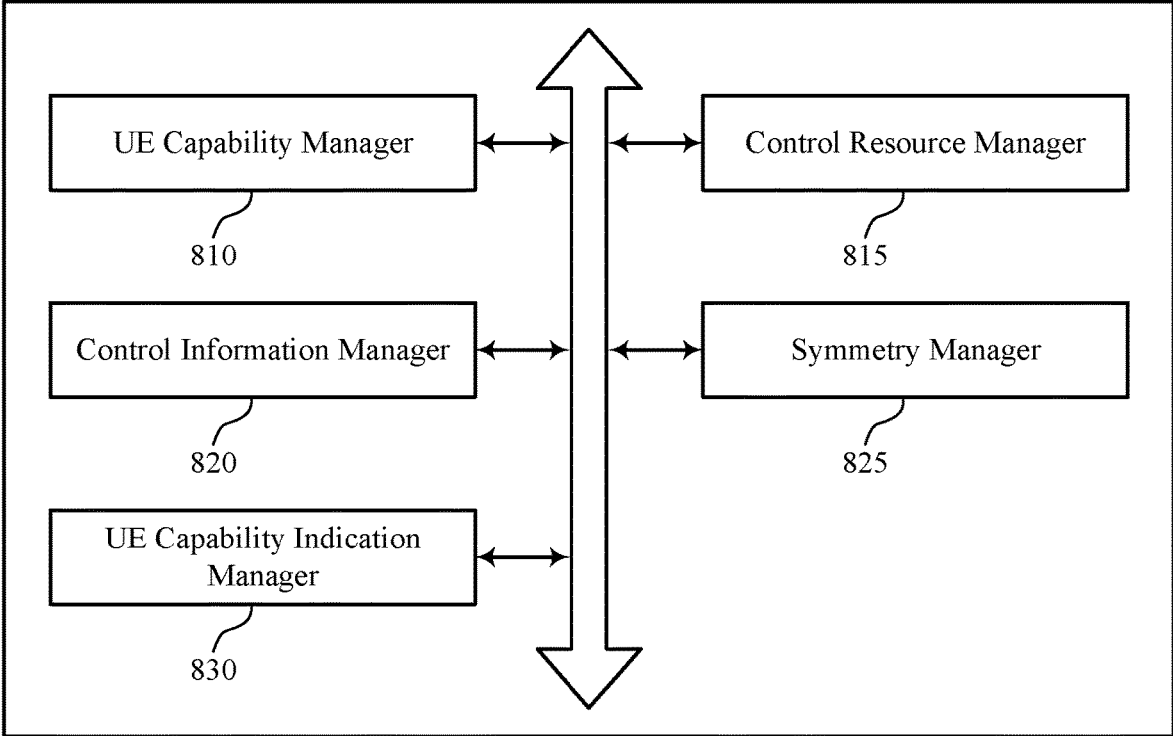 UE Capability Manager
810
Control Resource Manager
815
Control Information Manager
820
Symmetry Manager
825
UE Capability Indication
Manager
830